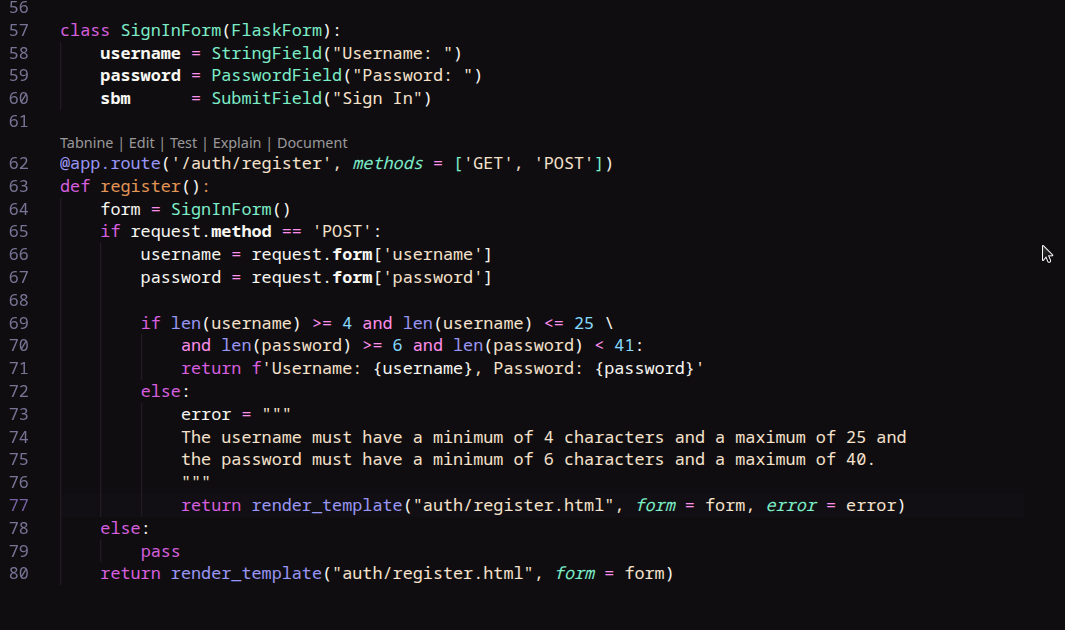 56
57 class SignInForm(FlaskForm):
58     username = StringField("Username: ")
59     password = PasswordField("Password: ")
60     sbm      = SubmitField("Sign In")
61
Tabnine | Edit | Test | Explain | Document
62 @app.route('/auth/register', methods = ['GET', 'POST'])
63 def register():
64     form = SignInForm()
65     if request.method == 'POST':
66         username = request.form['username']
67         password = request.form['password']
68
69         if len(username) >= 4 and len(username) <= 25 \
70             and len(password) >= 6 and len(password) < 41:
71             return f'Username: {username}, Password: {password}'
72         else:
73             error = """
74             The username must have a minimum of 4 characters and a maximum of 25 and
75             the password must have a minimum of 6 characters and a maximum of 40.
76             """
77             return render_template("auth/register.html", form = form, error = error)
78     else:
79         pass
80     return render_template("auth/register.html", form = form)